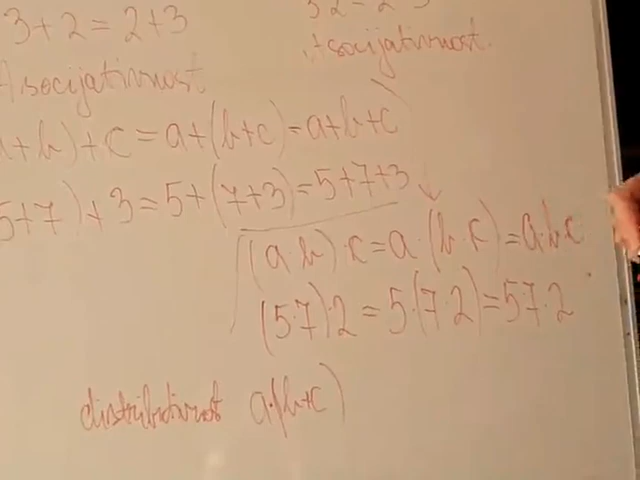 3+2=2+3
Asocijativnost
Asocijativnost.
a+b)+c=a+(b+c)=a+b+c
5+7)+3=5+(7+3)=5+7+3
(a·b)·c=a·(b·c)=a·b·c
(5·7)·2=5·(7·2)=5·7·2
distributivnost a·(b+c)